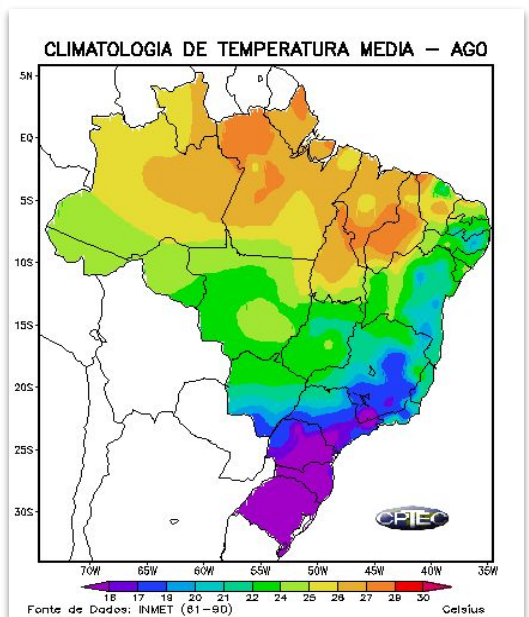 CLIMATOLOGIA DE TEMPERATURA MEDIA – AGO
5N
EQ
5S
10S
15S
20S
25S
30S
70W 65W 60W 55W 50W 45W 40W 35W
CPTEC
16 17 19 20 21 22 24 25 26 27 29 30
Fonte de Dados: INMET (61–90) Celsius